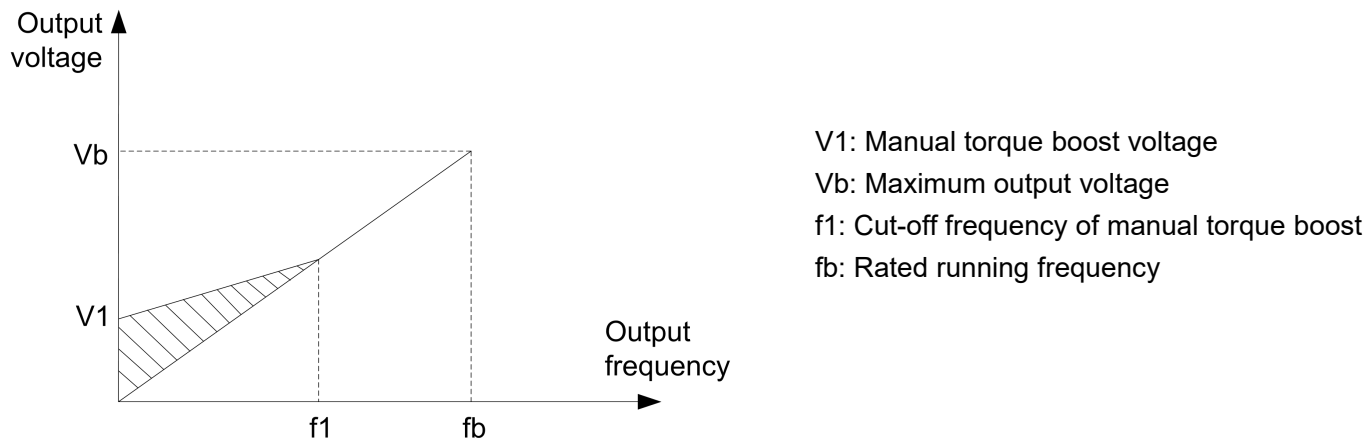 Output
voltage
Vb
V1
Output
frequency
f1
fb
V1: Manual torque boost voltage
Vb: Maximum output voltage
f1: Cut-off frequency of manual torque boost
fb: Rated running frequency